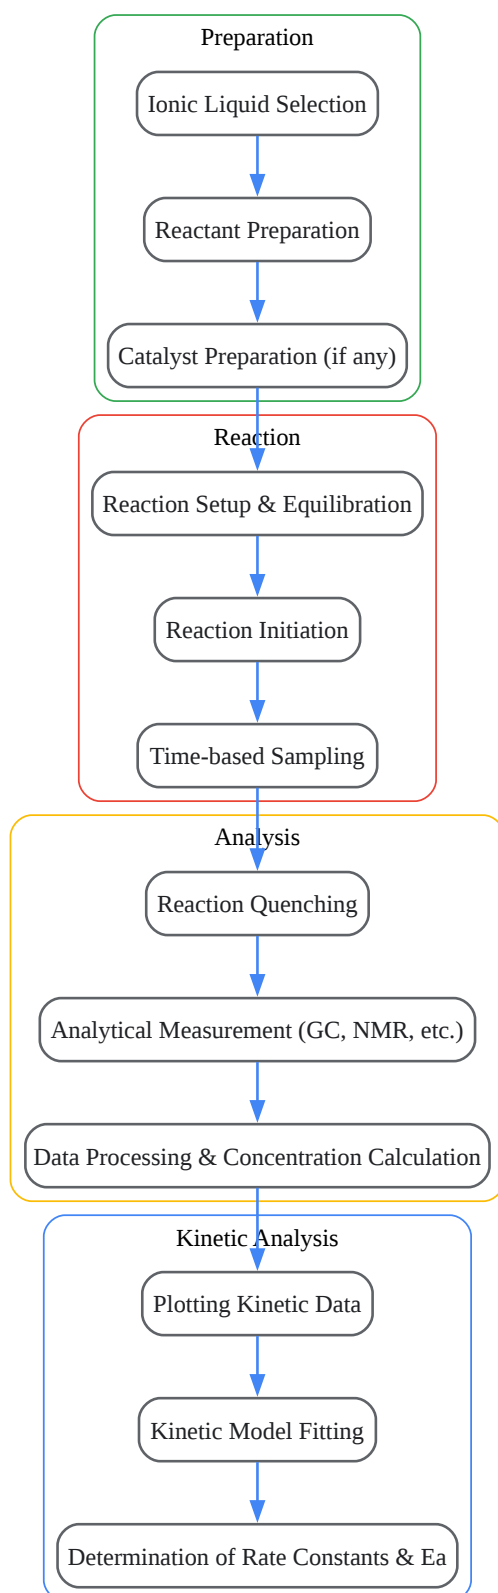 Preparation
Ionic Liquid Selection
Reactant Preparation
Catalyst Preparation (if any)
Reaction
Reaction Setup & Equilibration
Reaction Initiation
Time-based Sampling
Analysis
Reaction Quenching
Analytical Measurement (GC, NMR, etc.)
Data Processing & Concentration Calculation
Kinetic Analysis
Plotting Kinetic Data
Kinetic Model Fitting
Determination of Rate Constants & Ea